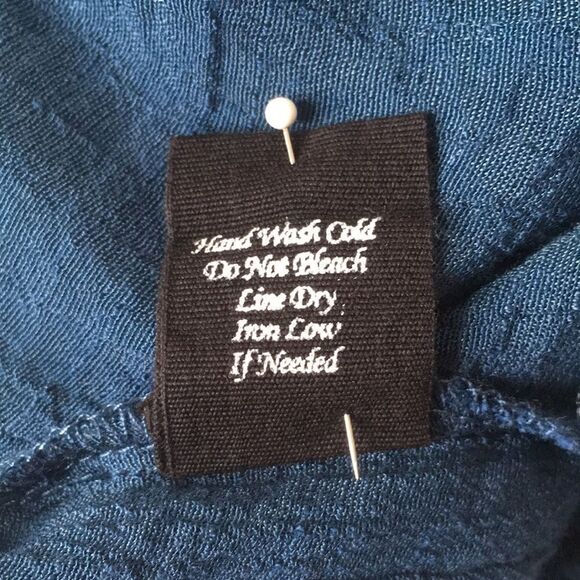 Hand Wash Cold
Do Not Bleach
Line Dry
Iron Low
If Needed